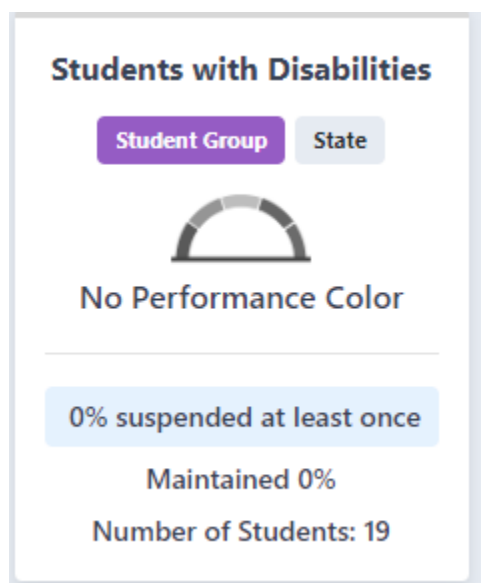 Students with Disabilities
Student Group State
No Performance Color
0% suspended at least once
Maintained 0%
Number of Students: 19